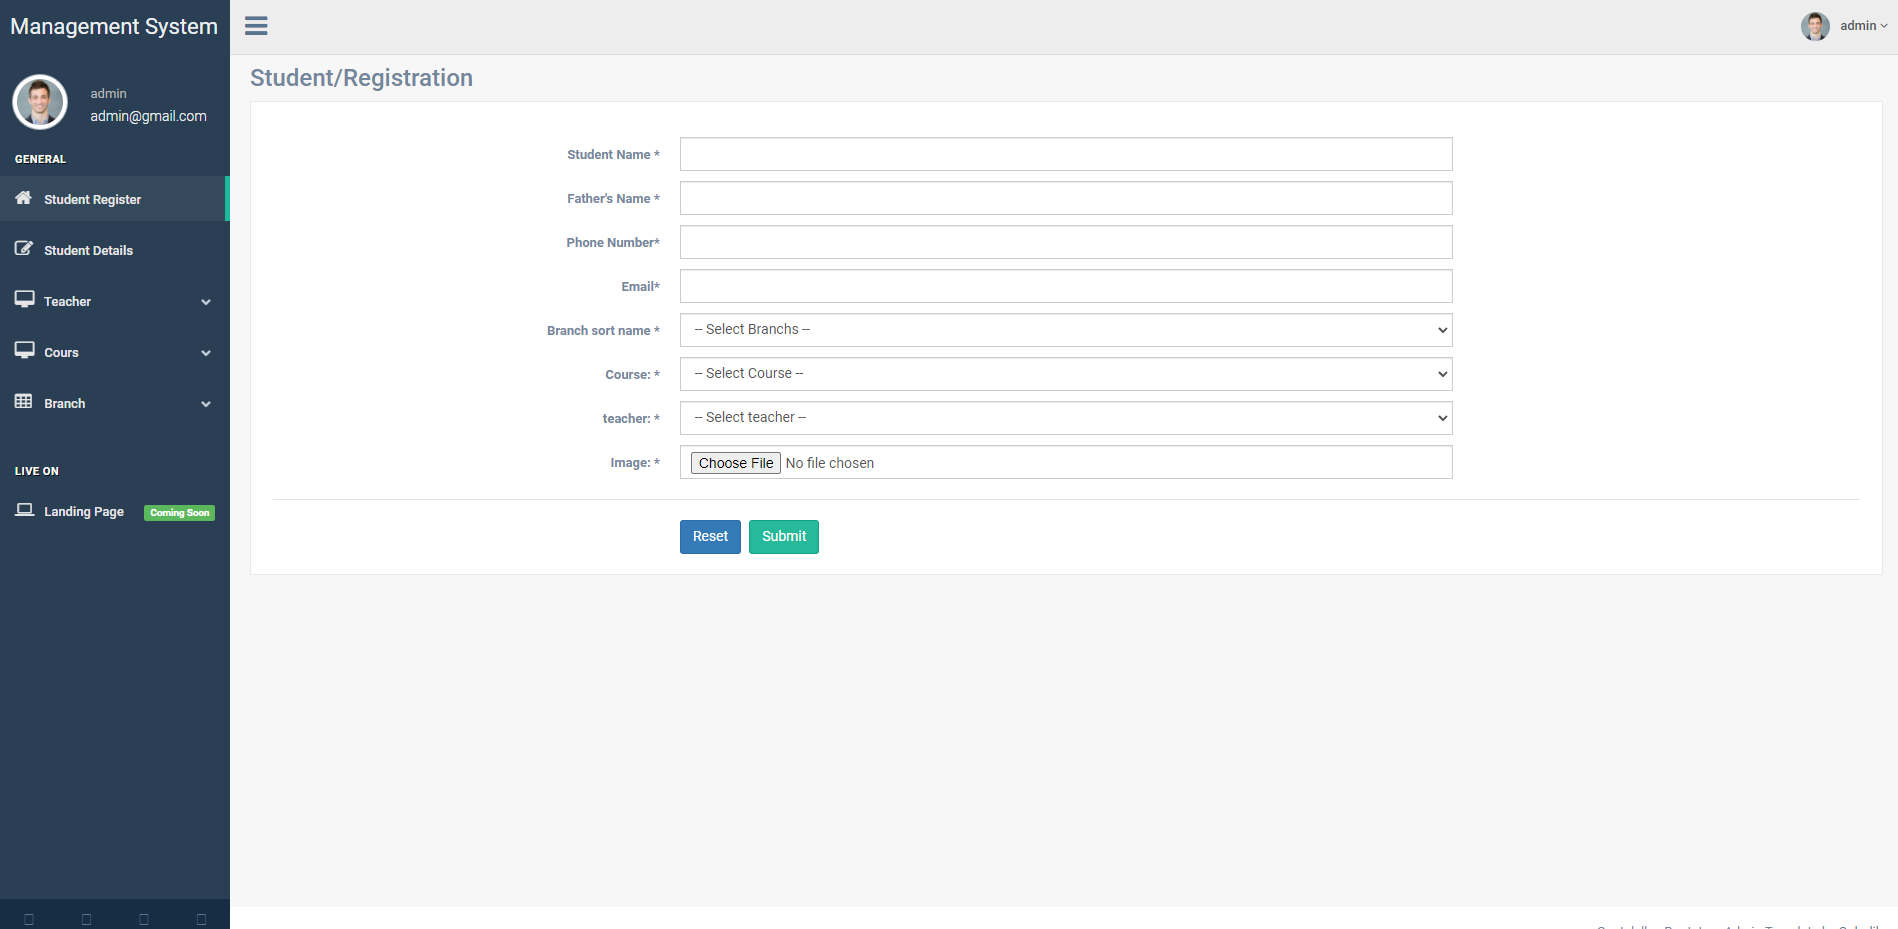 Management System
admin
admin
admin@gmail.com
GENERAL
Student Register
Student Details
Teacher
Cours
Branch
LIVE ON
Landing Page Coming Soon
Student/Registration
Student Name *
Father's Name *
Phone Number*
Email*
Branch sort name * -- Select Branchs --
Course: * -- Select Course --
teacher: * -- Select teacher --
Image: * Choose File No file chosen
Reset Submit